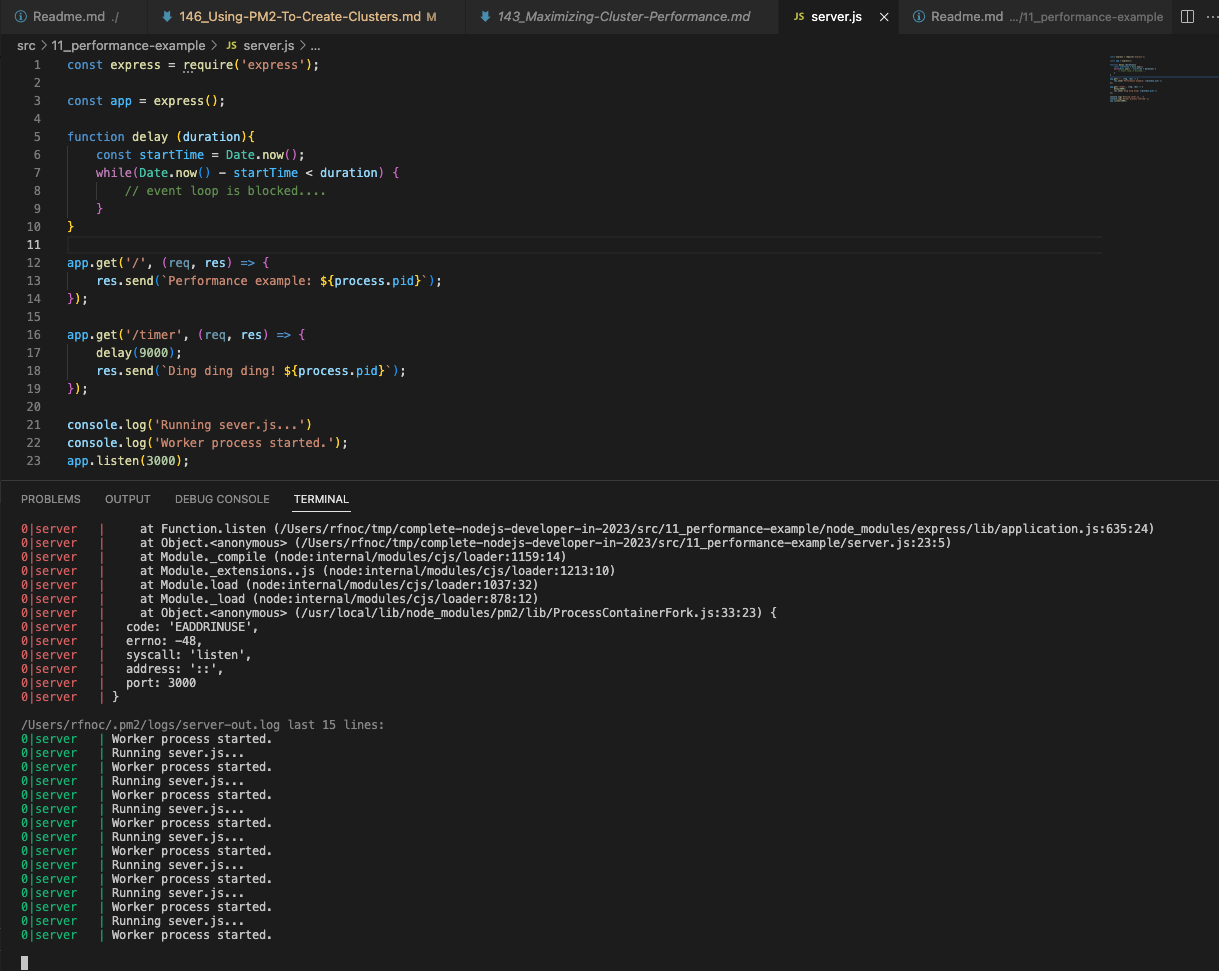 Readme.md ./
146_Using-PM2-To-Create-Clusters.md M
143_Maximizing-Cluster-Performance.md
JS server.js
Readme.md .../11_performance-example
src > 11_performance-example > JS server.js > ...
1 const express = require('express');
2
3 const app = express();
4
5 function delay (duration){
6 const startTime = Date.now();
7 while(Date.now() - startTime < duration) {
8 // event loop is blocked....
9 }
10 }
11
12 app.get('/', (req, res) => {
13 res.send(`Performance example: ${process.pid}`);
14 });
15
16 app.get('/timer', (req, res) => {
17 delay(9000);
18 res.send(`Ding ding ding! ${process.pid}`);
19 });
20
21 console.log('Running sever.js...')
22 console.log('Worker process started.');
23 app.listen(3000);
PROBLEMS OUTPUT DEBUG CONSOLE TERMINAL
0|server | at Function.listen (/Users/rfnoc/tmp/complete-nodejs-developer-in-2023/src/11_performance-example/node_modules/express/lib/application.js:635:24)
0|server | at Object.<anonymous> (/Users/rfnoc/tmp/complete-nodejs-developer-in-2023/src/11_performance-example/server.js:23:5)
0|server | at Module._compile (node:internal/modules/cjs/loader:1159:14)
0|server | at Module._extensions..js (node:internal/modules/cjs/loader:1213:10)
0|server | at Module.load (node:internal/modules/cjs/loader:1037:32)
0|server | at Module._load (node:internal/modules/cjs/loader:878:12)
0|server | at Object.<anonymous> (/usr/local/lib/node_modules/pm2/lib/ProcessContainerFork.js:33:23) {
0|server | code: 'EADDRINUSE',
0|server | errno: -48,
0|server | syscall: 'listen',
0|server | address: '::',
0|server | port: 3000
0|server | }
/Users/rfnoc/.pm2/logs/server-out.log last 15 lines:
0|server | Worker process started.
0|server | Running sever.js...
0|server | Worker process started.
0|server | Running sever.js...
0|server | Worker process started.
0|server | Running sever.js...
0|server | Worker process started.
0|server | Running sever.js...
0|server | Worker process started.
0|server | Running sever.js...
0|server | Worker process started.
0|server | Running sever.js...
0|server | Worker process started.
0|server | Running sever.js...
0|server | Worker process started.